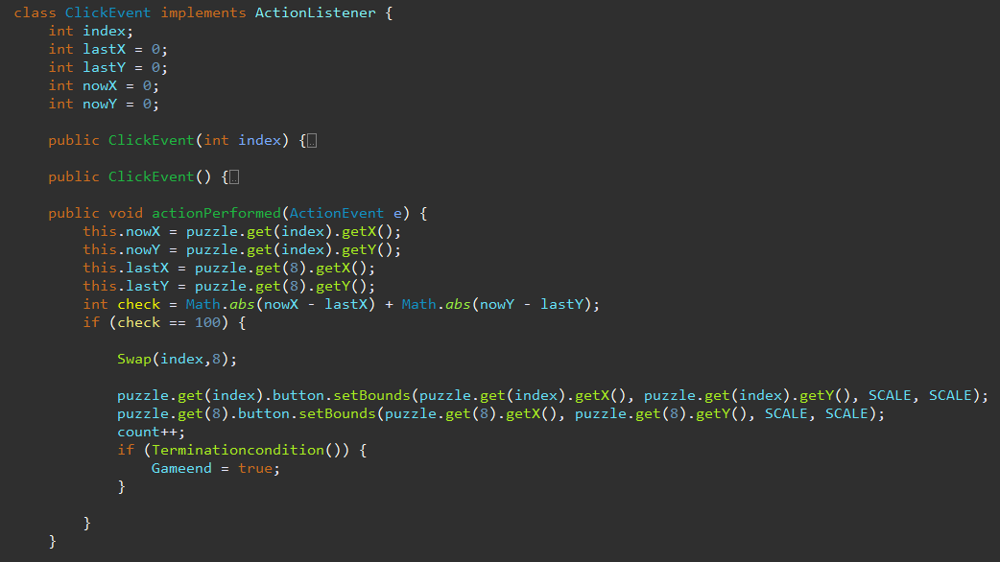 class ClickEvent implements ActionListener {
    int index;
    int lastX = 0;
    int lastY = 0;
    int nowX = 0;
    int nowY = 0;

    public ClickEvent(int index) {..

    public ClickEvent() {..

    public void actionPerformed(ActionEvent e) {
        this.nowX = puzzle.get(index).getX();
        this.nowY = puzzle.get(index).getY();
        this.lastX = puzzle.get(8).getX();
        this.lastY = puzzle.get(8).getY();
        int check = Math.abs(nowX - lastX) + Math.abs(nowY - lastY);
        if (check == 100) {

            Swap(index,8);

            puzzle.get(index).button.setBounds(puzzle.get(index).getX(), puzzle.get(index).getY(), SCALE, SCALE);
            puzzle.get(8).button.setBounds(puzzle.get(8).getX(), puzzle.get(8).getY(), SCALE, SCALE);
            count++;
            if (Terminationcondition()) {
                Gameend = true;
            }

        }
    }